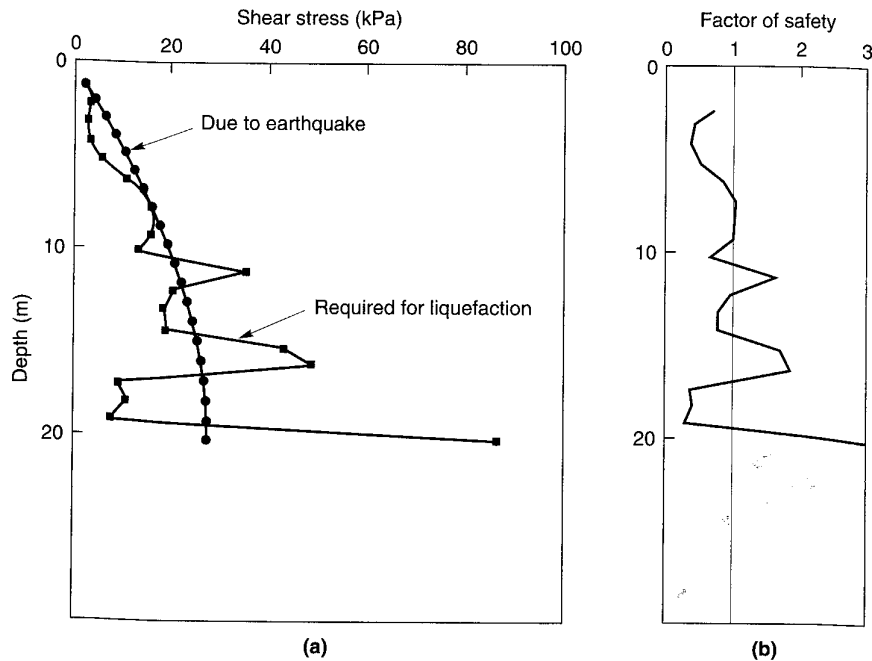 Shear stress (kPa)
0 20 40 60 80 100
0
10
20
Depth (m)
Due to earthquake
Required for liquefaction
(a)
Factor of safety
0 1 2 3
0
10
20
(b)